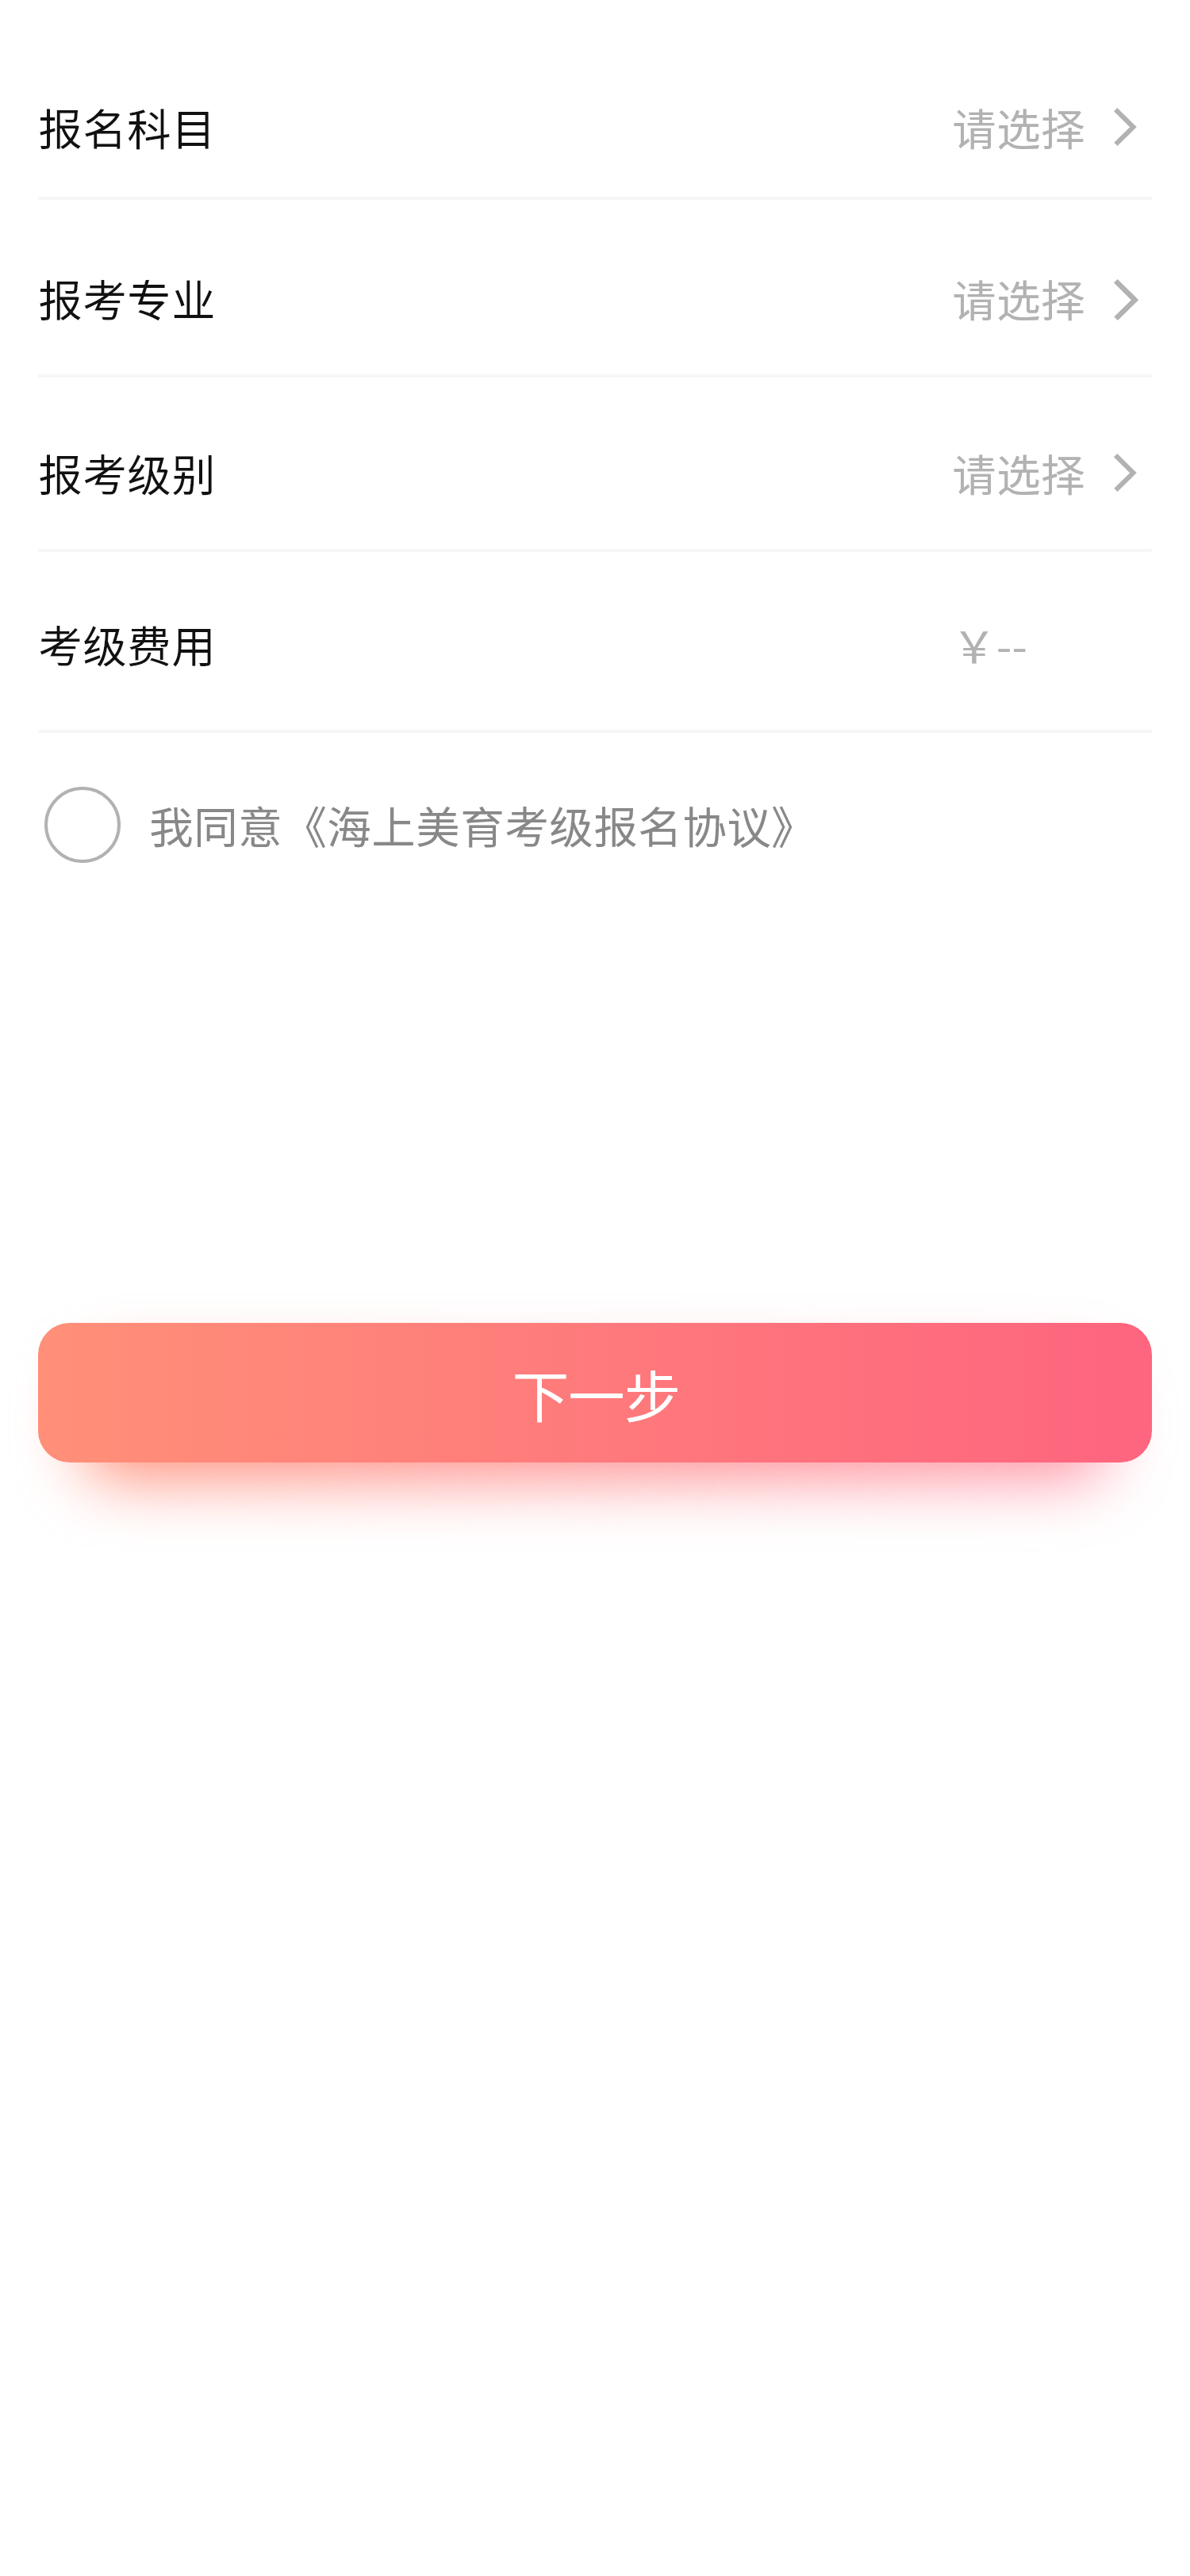 报名科目 请选择
报考专业 请选择
报考级别 请选择
考级费用 ￥--
我同意《海上美育考级报名协议》
下一步